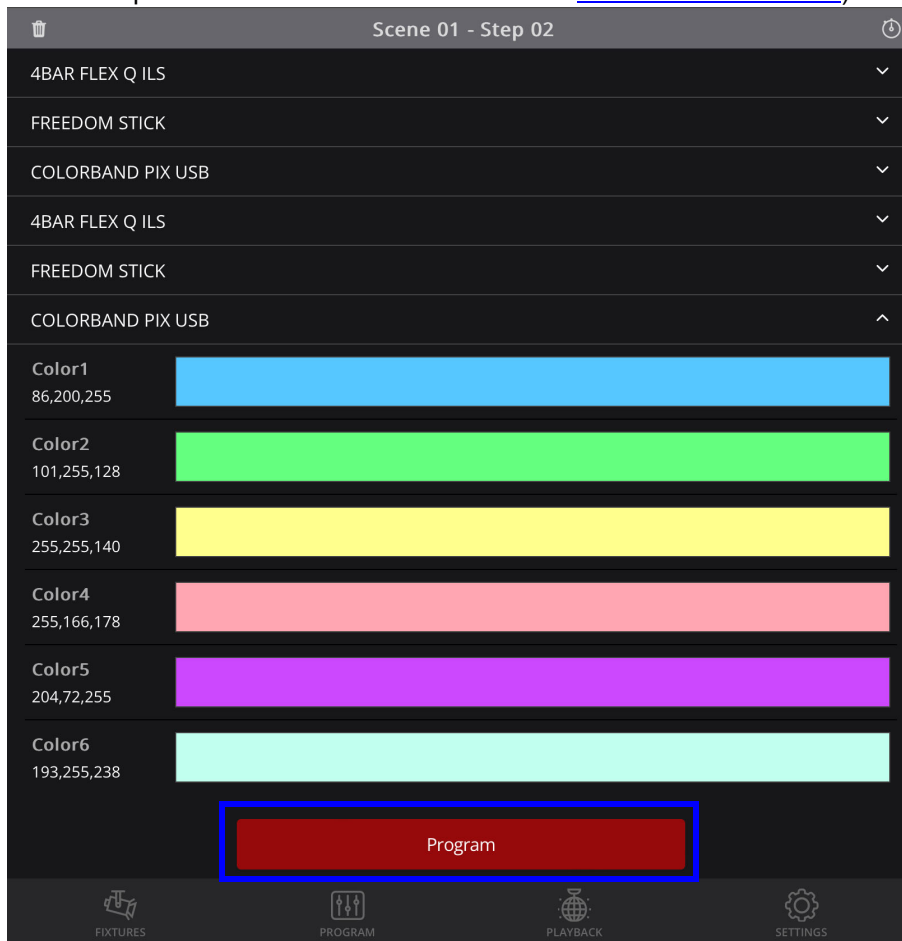 Scene 01 - Step 02
4BAR FLEX Q ILS
FREEDOM STICK
COLORBAND PIX USB
4BAR FLEX Q ILS
FREEDOM STICK
COLORBAND PIX USB
Color1
86,200,255
Color2
101,255,128
Color3
255,255,140
Color4
255,166,178
Color5
204,72,255
Color6
193,255,238
Program
FIXTURES PROGRAM PLAYBACK SETTINGS